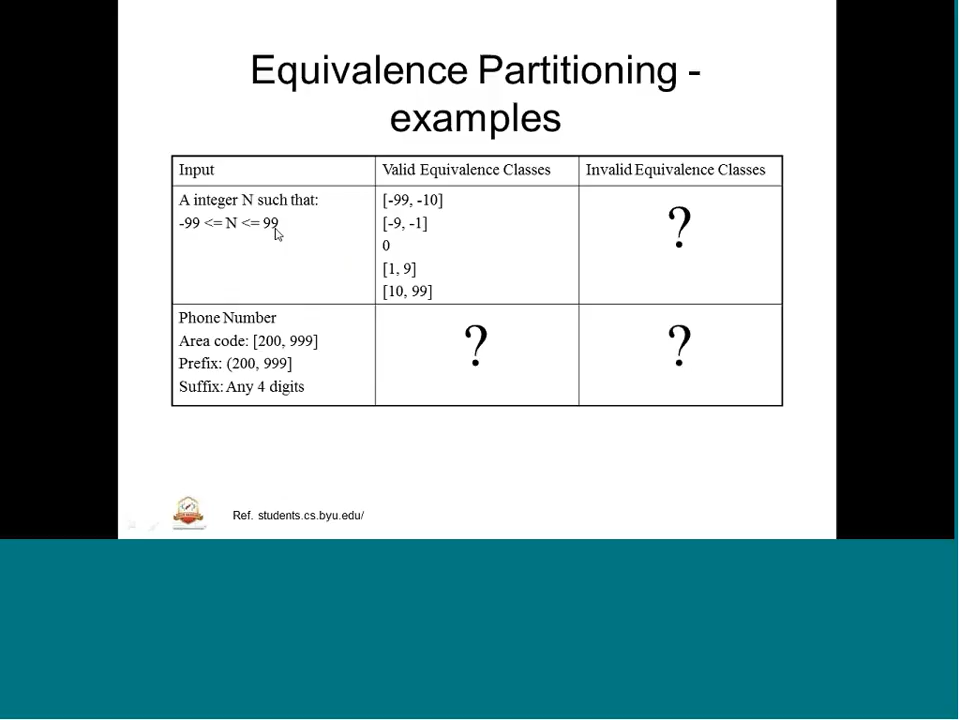 Equivalence Partitioning -
examples
Input
Valid Equivalence Classes
Invalid Equivalence Classes
A integer N such that:
-99 <= N <= 99
[-99, -10]
[-9, -1]
0
[1, 9]
[10, 99]
?
Phone Number
Area code: [200, 999]
Prefix: (200, 999]
Suffix: Any 4 digits
?
?
Ref. students.cs.byu.edu/